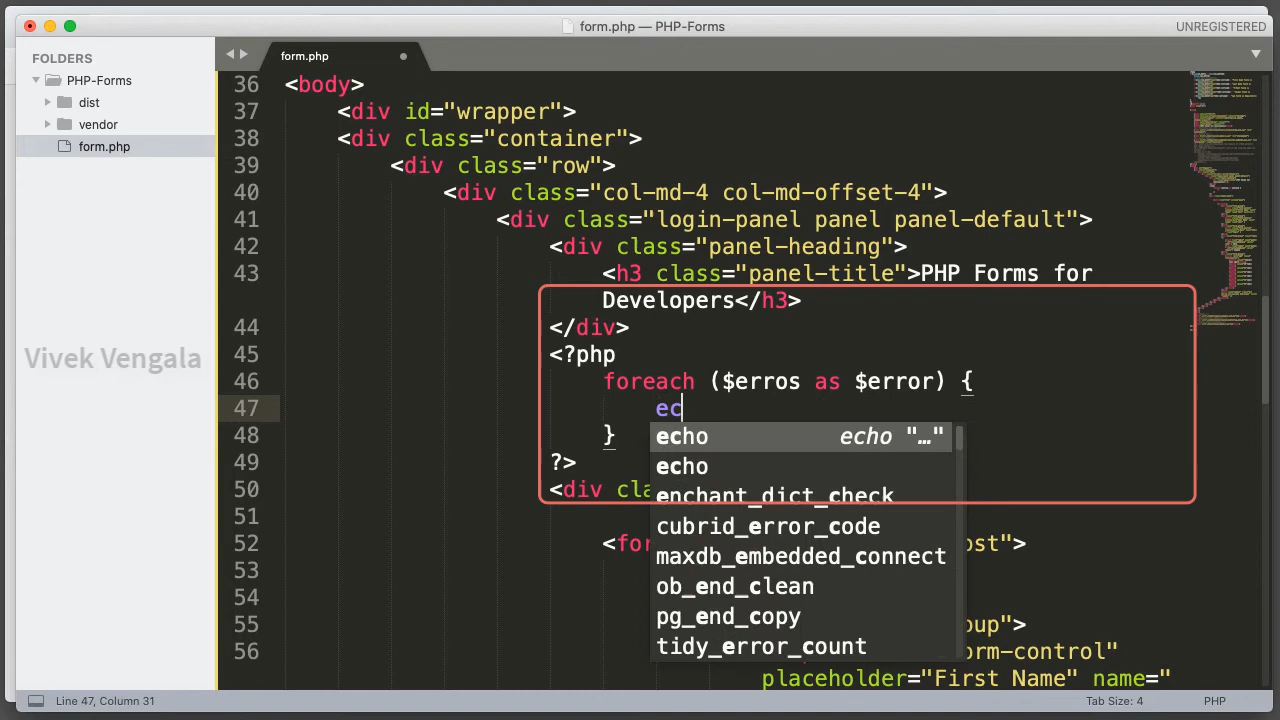 form.php — PHP-Forms
UNREGISTERED
FOLDERS
PHP-Forms
dist
vendor
form.php
Vivek Vengala
form.php
36 <body>
37 <div id="wrapper">
38 <div class="container">
39 <div class="row">
40 <div class="col-md-4 col-md-offset-4">
41 <div class="login-panel panel panel-default">
42 <div class="panel-heading">
43 <h3 class="panel-title">PHP Forms for
Developers</h3>
44 </div>
45 <?php
46 foreach ($erros as $error) {
47 ec
echo echo "…"
48 }
echo
49 ?>
50 <div cla
enchant_dict_check
51
cubrid_error_code
52 <for ost">
maxdb_embedded_connect
53
ob_end_clean
54
pg_end_copy
55 oup">
tidy_error_count
56 orm-control"
placeholder="First Name" name="
Line 47, Column 31
Tab Size: 4
PHP